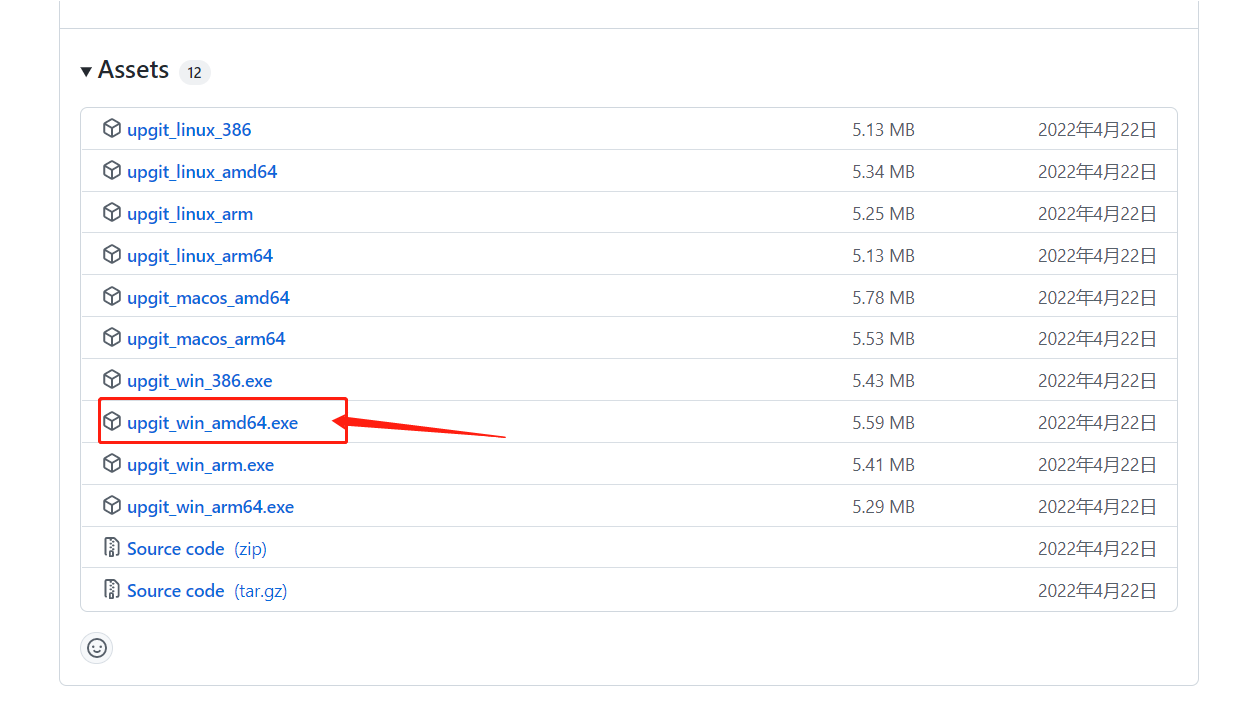 Assets 12
upgit_linux_386 5.13 MB 2022年4月22日
upgit_linux_amd64 5.34 MB 2022年4月22日
upgit_linux_arm 5.25 MB 2022年4月22日
upgit_linux_arm64 5.13 MB 2022年4月22日
upgit_macos_amd64 5.78 MB 2022年4月22日
upgit_macos_arm64 5.53 MB 2022年4月22日
upgit_win_386.exe 5.43 MB 2022年4月22日
upgit_win_amd64.exe 5.59 MB 2022年4月22日
upgit_win_arm.exe 5.41 MB 2022年4月22日
upgit_win_arm64.exe 5.29 MB 2022年4月22日
Source code (zip) 2022年4月22日
Source code (tar.gz) 2022年4月22日